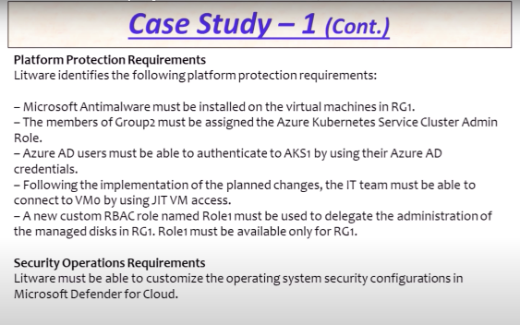 Case Study – 1 (Cont.)
Platform Protection Requirements
Litware identifies the following platform protection requirements:
– Microsoft Antimalware must be installed on the virtual machines in RG1.
– The members of Group2 must be assigned the Azure Kubernetes Service Cluster Admin
Role.
– Azure AD users must be able to authenticate to AKS1 by using their Azure AD
credentials.
– Following the implementation of the planned changes, the IT team must be able to
connect to VM0 by using JIT VM access.
– A new custom RBAC role named Role1 must be used to delegate the administration of
the managed disks in RG1. Role1 must be available only for RG1.
Security Operations Requirements
Litware must be able to customize the operating system security configurations in
Microsoft Defender for Cloud.